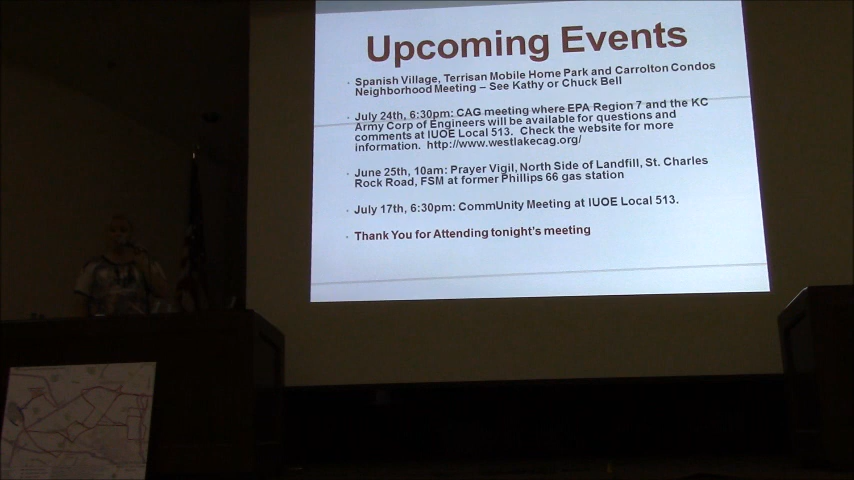 Upcoming Events
Spanish Village, Terrisan Mobile Home Park and Carrolton Condos
Neighborhood Meeting – See Kathy or Chuck Bell
July 24th, 6:30pm: CAG meeting where EPA Region 7 and the KC
Army Corp of Engineers will be available for questions and
comments at IUOE Local 513. Check the website for more
information. http://www.westlakecag.org/
June 25th, 10am: Prayer Vigil, North Side of Landfill, St. Charles
Rock Road, FSM at former Phillips 66 gas station
July 17th, 6:30pm: CommUnity Meeting at IUOE Local 513.
Thank You for Attending tonight's meeting